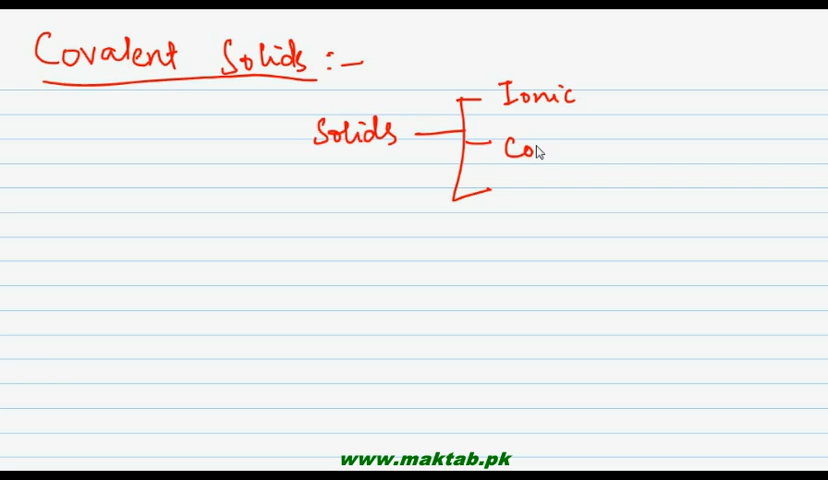 Covalent Solids :-
Ionic
Solids
Co
www.maktab.pk